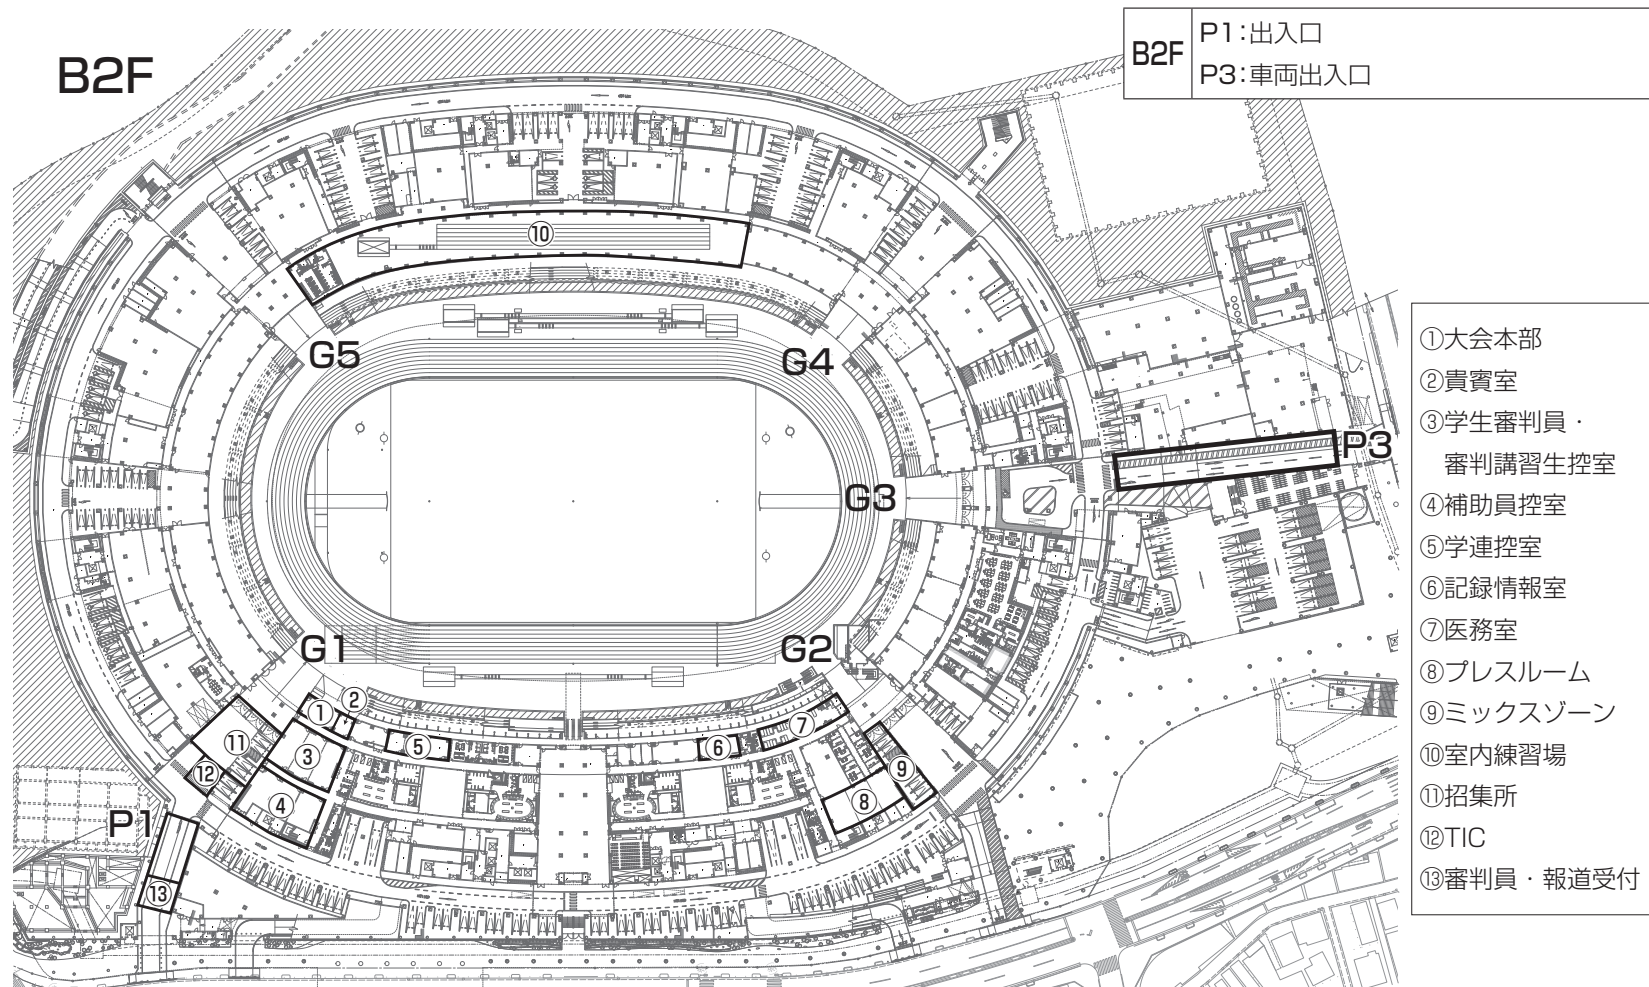 B2F
B2F
P1:出入口
P3:車両出入口
⑩
G5
G4
P3
G3
G1
G2
①
②
③
④
⑤
⑥
⑦
⑧
⑨
⑪
⑫
P1
⑬
①大会本部
②貴賓室
③学生審判員・
審判講習生控室
④補助員控室
⑤学連控室
⑥記録情報室
⑦医務室
⑧プレスルーム
⑨ミックスゾーン
⑩室内練習場
⑪招集所
⑫TIC
⑬審判員・報道受付